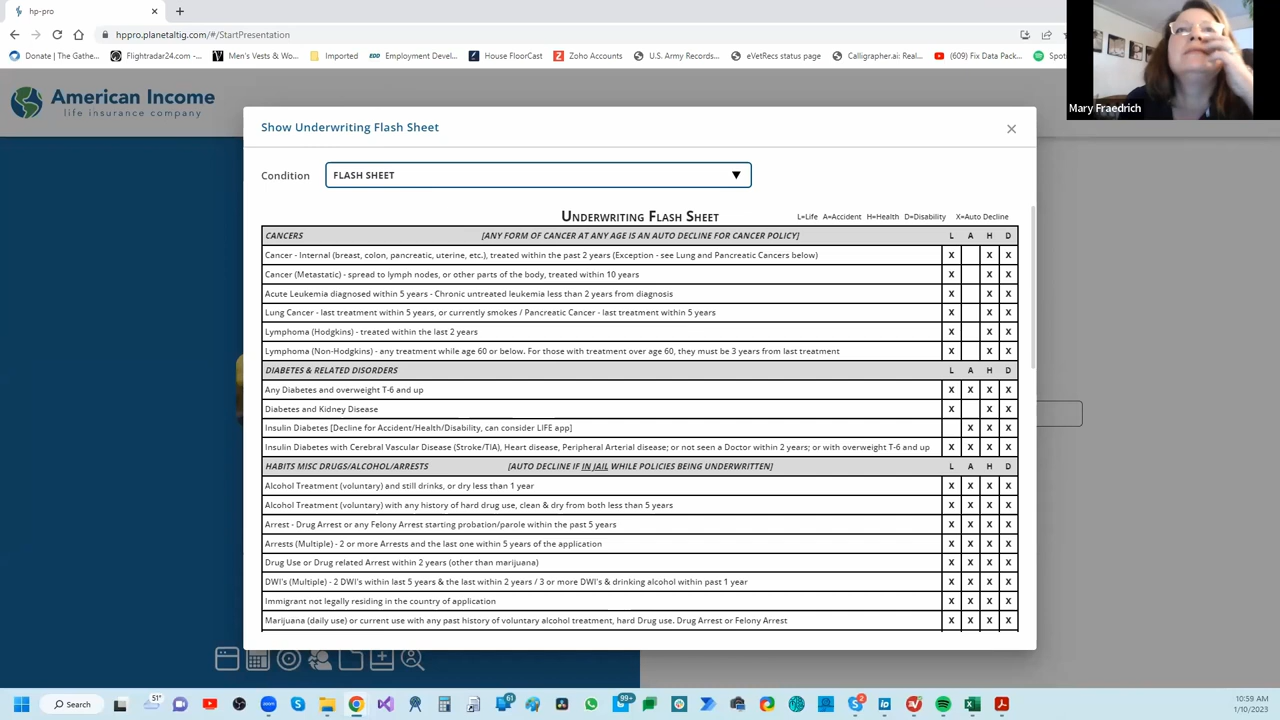 hp-pro
hppro.planetaltig.com/#/StartPresentation
Donate | The Gathe... Flightradar24.com -... Men's Vests & Wo... Imported EDD Employment Devel... House FloorCast Zoho Accounts U.S. Army Records... eVetRecs status page Calligrapher.ai: Real... (609) Fix Data Pack... Spot
Mary Fraedrich
American Income
life insurance company
Show Underwriting Flash Sheet
Condition FLASH SHEET
UNDERWRITING FLASH SHEET L=Life A=Accident H=Health D=Disability X=Auto Decline
CANCERS [ANY FORM OF CANCER AT ANY AGE IS AN AUTO DECLINE FOR CANCER POLICY] L A H D
Cancer - Internal (breast, colon, pancreatic, uterine, etc.), treated within the past 2 years (Exception - see Lung and Pancreatic Cancers below) X X X
Cancer (Metastatic) - spread to lymph nodes, or other parts of the body, treated within 10 years X X X
Acute Leukemia diagnosed within 5 years - Chronic untreated leukemia less than 2 years from diagnosis X X X
Lung Cancer - last treatment within 5 years, or currently smokes / Pancreatic Cancer - last treatment within 5 years X X X
Lymphoma (Hodgkins) - treated within the last 2 years X X X
Lymphoma (Non-Hodgkins) - any treatment while age 60 or below. For those with treatment over age 60, they must be 3 years from last treatment X X X
DIABETES & RELATED DISORDERS L A H D
Any Diabetes and overweight T-6 and up X X X X
Diabetes and Kidney Disease X X X
Insulin Diabetes [Decline for Accident/Health/Disability, can consider LIFE app] X X X
Insulin Diabetes with Cerebral Vascular Disease (Stroke/TIA), Heart disease, Peripheral Arterial disease; or not seen a Doctor within 2 years; or with overweight T-6 and up X X X X
HABITS MISC DRUGS/ALCOHOL/ARRESTS [AUTO DECLINE IF IN JAIL WHILE POLICIES BEING UNDERWRITTEN] L A H D
Alcohol Treatment (voluntary) and still drinks, or dry less than 1 year X X X X
Alcohol Treatment (voluntary) with any history of hard drug use, clean & dry from both less than 5 years X X X X
Arrest - Drug Arrest or any Felony Arrest starting probation/parole within the past 5 years X X X X
Arrests (Multiple) - 2 or more Arrests and the last one within 5 years of the application X X X X
Drug Use or Drug related Arrest within 2 years (other than marijuana) X X X X
DWI's (Multiple) - 2 DWI's within last 5 years & the last within 2 years / 3 or more DWI's & drinking alcohol within past 1 year X X X X
Immigrant not legally residing in the country of application X X X X
Marijuana (daily use) or current use with any past history of voluntary alcohol treatment, hard Drug use. Drug Arrest or Felony Arrest X X X X
Search 51° 61 99+ 2 10:59 AM
1/10/2023